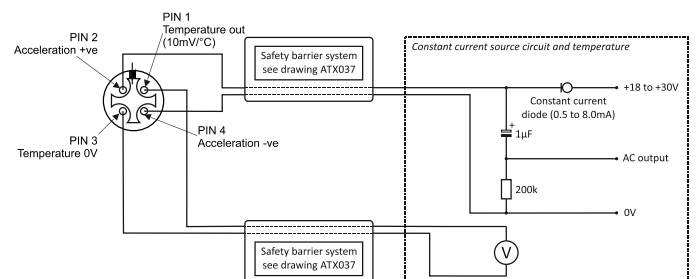 PIN 1
Temperature out
(10mV/°C)
PIN 2
Acceleration +ve
PIN 3
Temperature 0V
PIN 4
Acceleration -ve
Safety barrier system
see drawing ATX037
Constant current source circuit and temperature
+18 to +30V
Constant current
diode (0.5 to 8.0mA)
+
1µF
AC output
200k
0V
V
Safety barrier system
see drawing ATX037